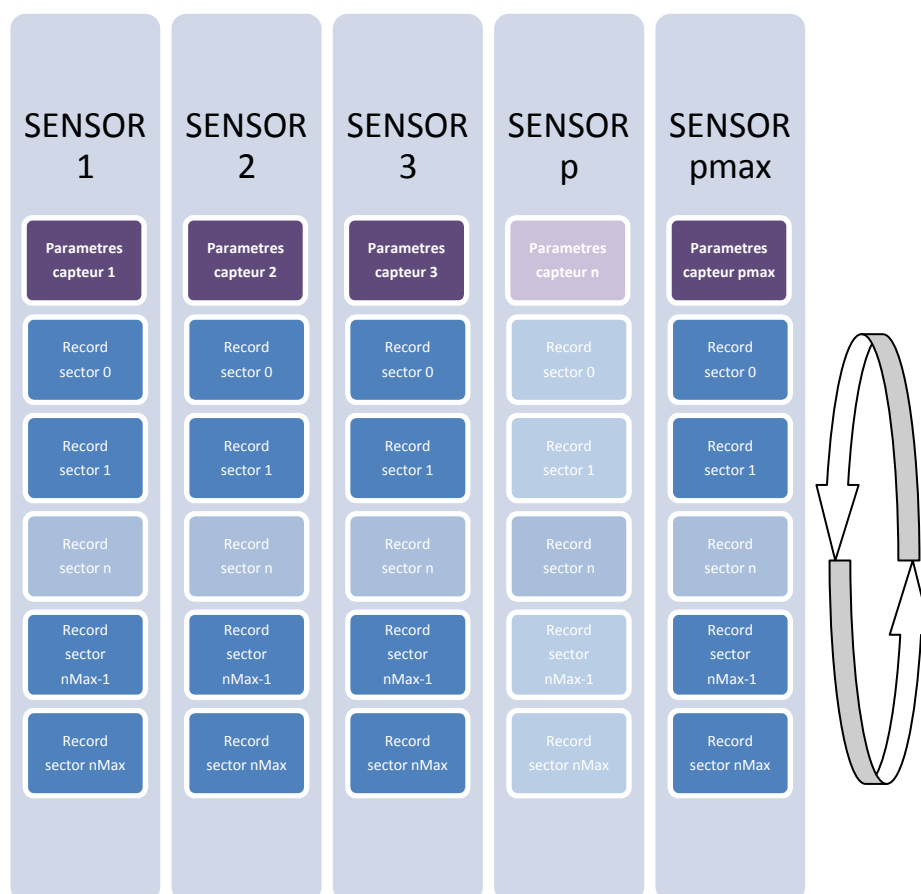 SENSOR
1
Parametres
capteur 1
Record
sector 0
Record
sector 1
Record
sector n
Record
sector
nMax-1
Record
sector nMax
SENSOR
2
Parametres
capteur 2
Record
sector 0
Record
sector 1
Record
sector n
Record
sector
nMax-1
Record
sector nMax
SENSOR
3
Parametres
capteur 3
Record
sector 0
Record
sector 1
Record
sector n
Record
sector
nMax-1
Record
sector nMax
SENSOR
p
Parametres
capteur n
Record
sector 0
Record
sector 1
Record
sector n
Record
sector
nMax-1
Record
sector nMax
SENSOR
pmax
Parametres
capteur pmax
Record
sector 0
Record
sector 1
Record
sector n
Record
sector
nMax-1
Record
sector nMax